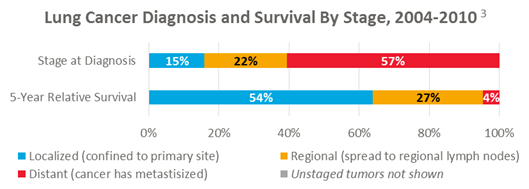 Lung Cancer Diagnosis and Survival By Stage, 2004-2010 3
Stage at Diagnosis 15% 22% 57%
5-Year Relative Survival 54% 27% 4%
0% 20% 40% 60% 80% 100%
Localized (confined to primary site) Regional (spread to regional lymph nodes)
Distant (cancer has metastisized) Unstaged tumors not shown